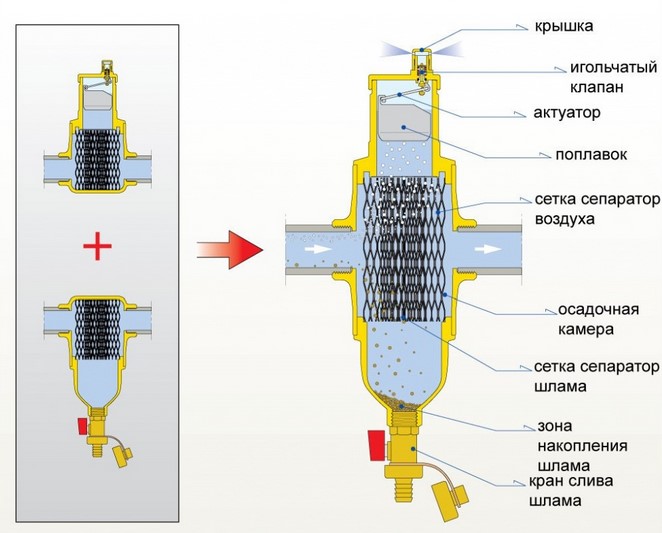 крышка
игольчатый
клапан
актуатор
поплавок
сетка сепаратор
воздуха
осадочная
камера
сетка сепаратор
шлама
зона
накопления
шлама
кран слива
шлама